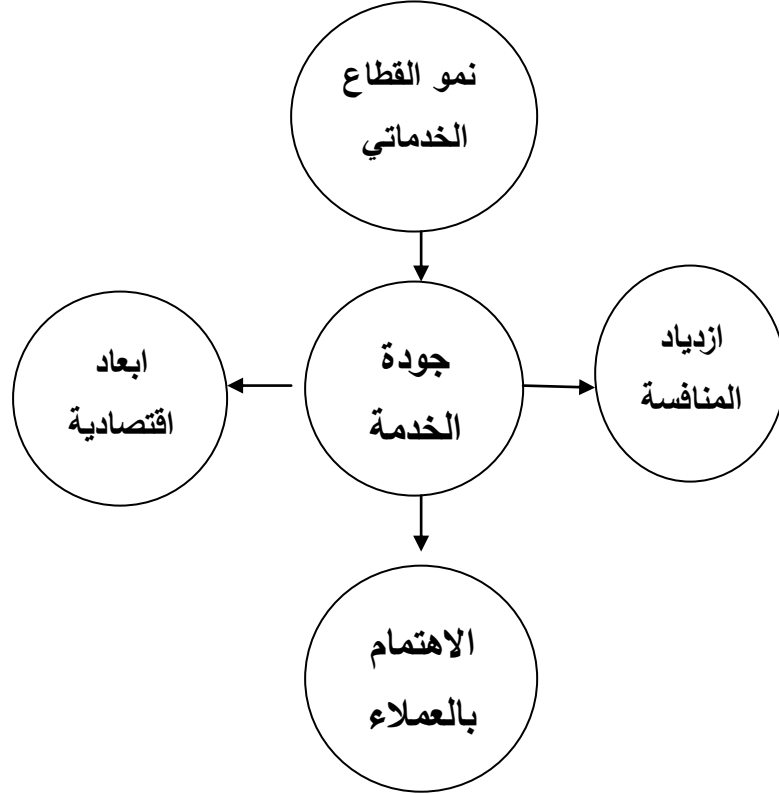 نمو القطاع
الخدماتي
ازدياد
المنافسة
جودة
الخدمة
ابعاد
اقتصادية
الاهتمام
بالعملاء